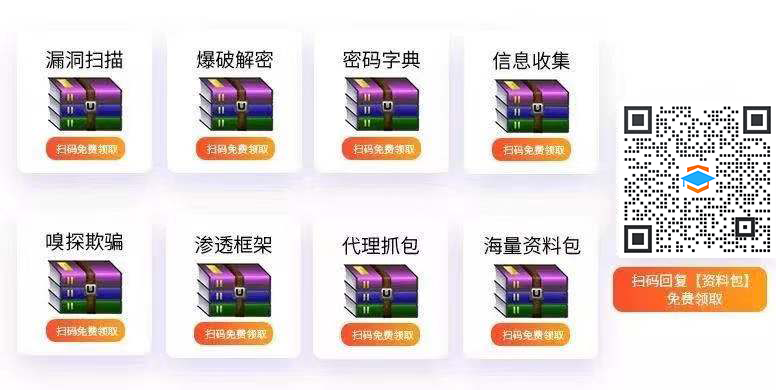 漏洞扫描
爆破解密
密码字典
信息收集
扫码免费领取
扫码免费领取
扫码免费领取
扫码免费领取
嗅探欺骗
渗透框架
代理抓包
海量资料包
扫码免费领取
扫码免费领取
扫码免费领取
扫码免费领取
扫码回复【资料包】
免费领取